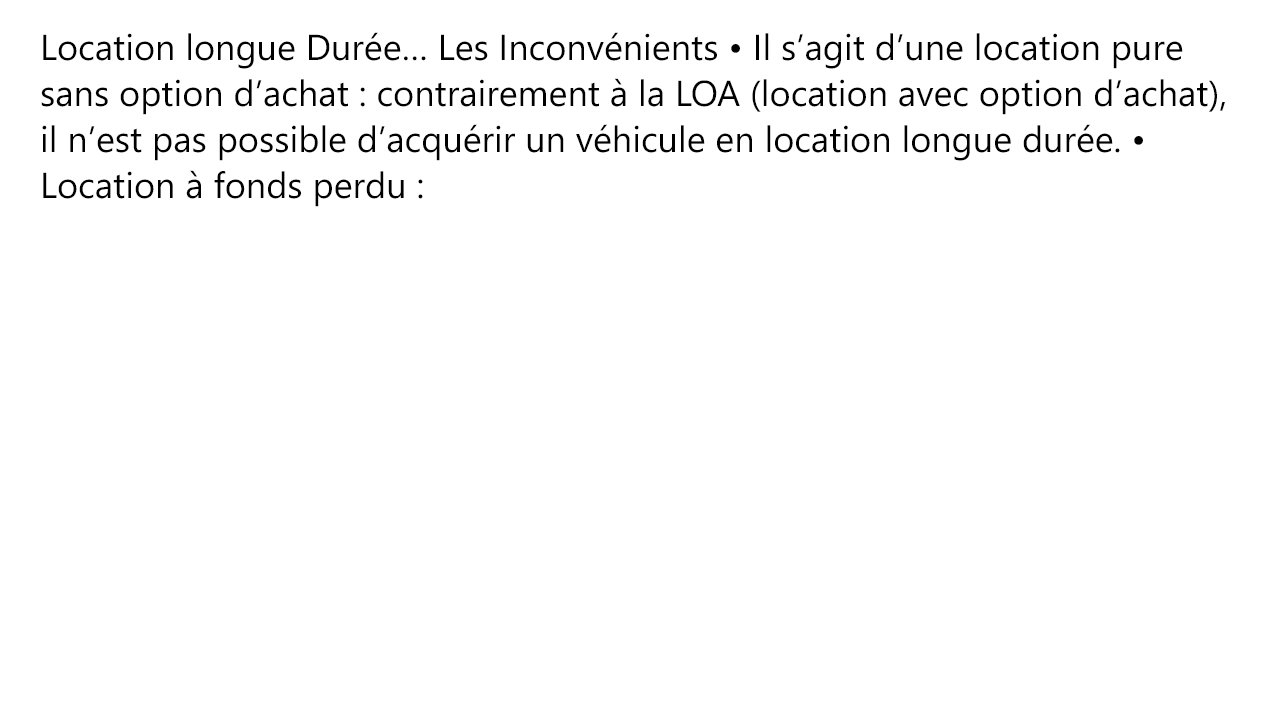 Location longue Durée… Les Inconvénients • Il s’agit d’une location pure
sans option d’achat : contrairement à la LOA (location avec option d’achat),
il n’est pas possible d’acquérir un véhicule en location longue durée. •
Location à fonds perdu :